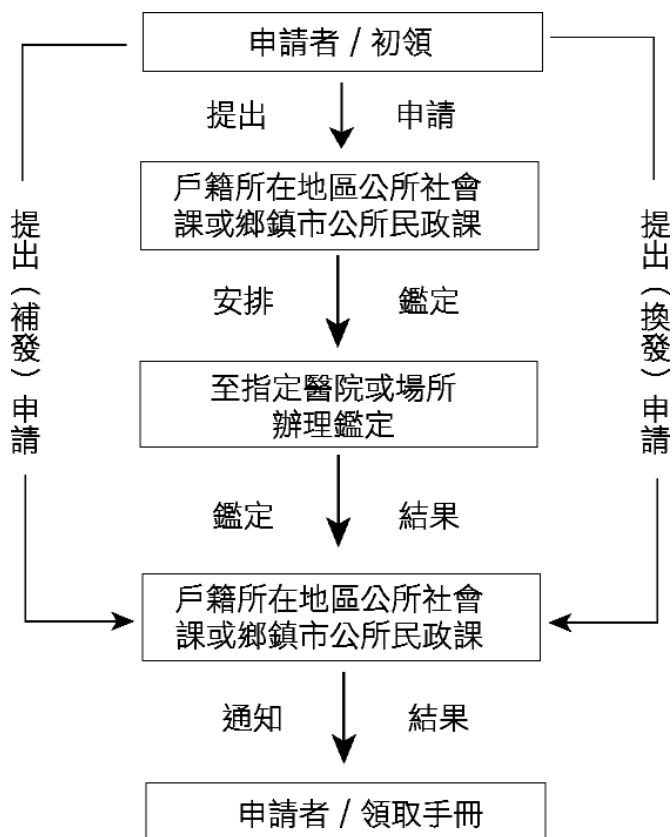 申請者 / 初領
提出 申請
戶籍所在地區公所社會
課或鄉鎮市公所民政課
安排 鑑定
至指定醫院或場所
辦理鑑定
鑑定 結果
戶籍所在地區公所社會
課或鄉鎮市公所民政課
通知 結果
申請者 / 領取手冊
提出（補發）申請
提出（換發）申請